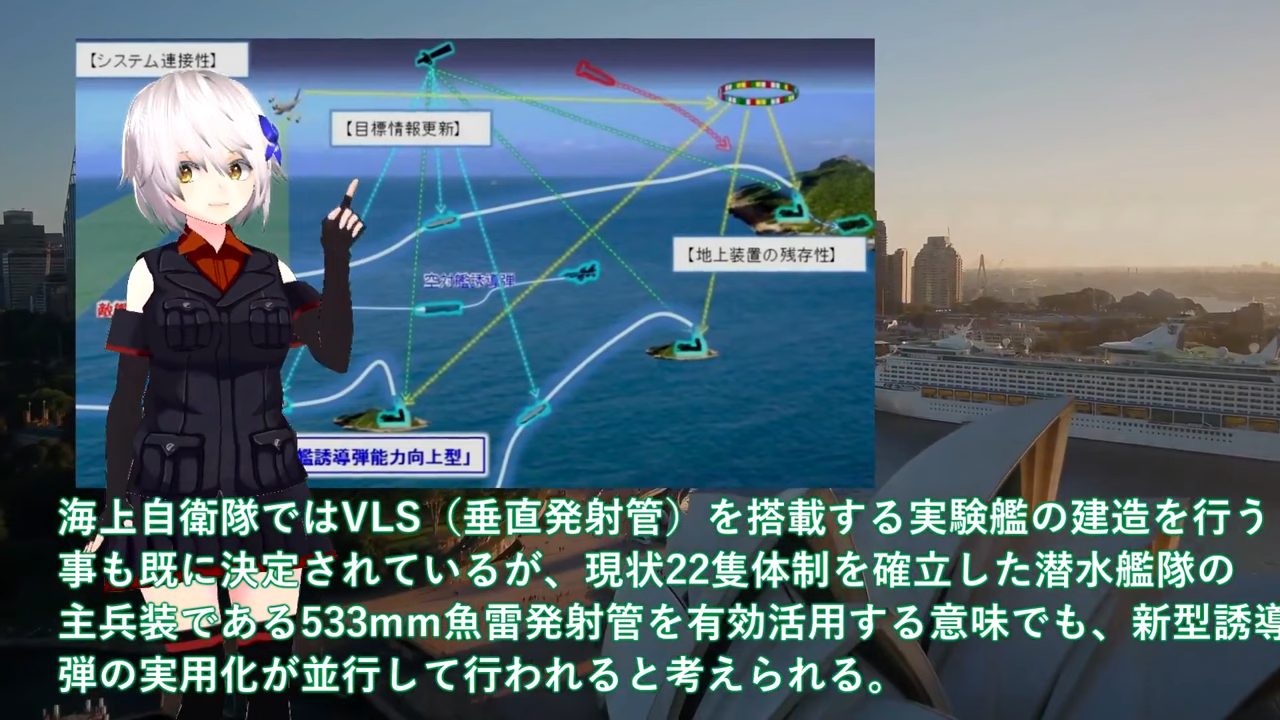 【システム連接性】
【目標情報更新】
【地上装置の残存性】
空対艦誘導弾
敵
艦誘導弾能力向上型」
海上自衛隊ではVLS（垂直発射管）を搭載する実験艦の建造を行う
事も既に決定されているが、現状22隻体制を確立した潜水艦隊の
主兵装である533mm魚雷発射管を有効活用する意味でも、新型誘導
弾の実用化が並行して行われると考えられる。